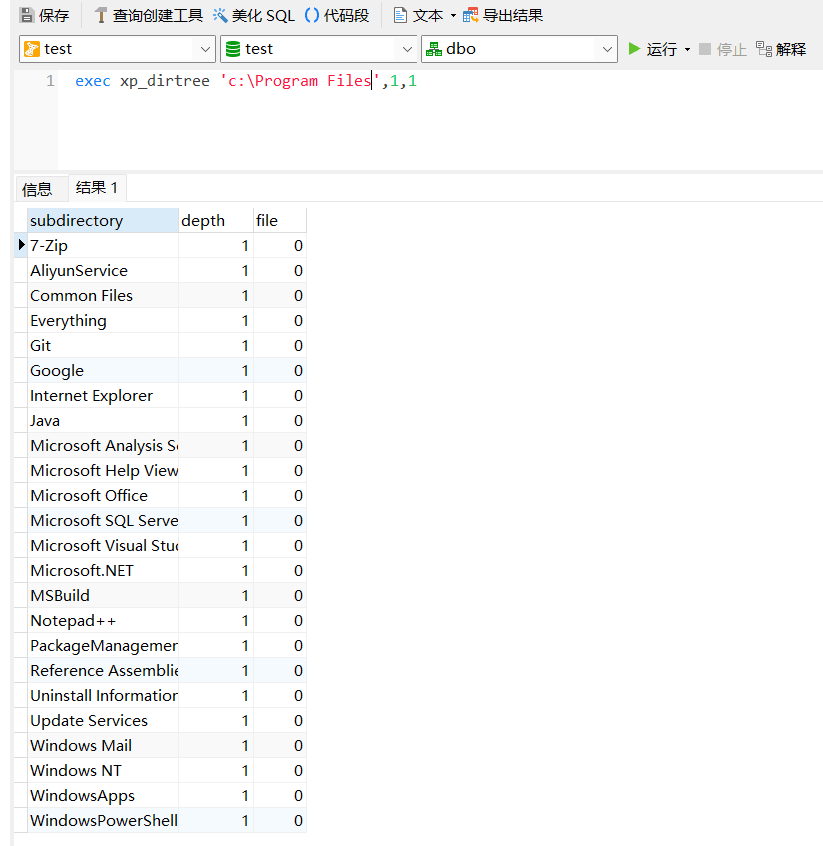 保存 查询创建工具 美化 SQL () 代码段 文本 导出结果
test test dbo 运行 停止 解释
1 exec xp_dirtree 'c:\Program Files',1,1
信息 结果 1
subdirectory depth file
7-Zip 1 0
AliyunService 1 0
Common Files 1 0
Everything 1 0
Git 1 0
Google 1 0
Internet Explorer 1 0
Java 1 0
Microsoft Analysis Se 1 0
Microsoft Help View 1 0
Microsoft Office 1 0
Microsoft SQL Serve 1 0
Microsoft Visual Stu 1 0
Microsoft.NET 1 0
MSBuild 1 0
Notepad++ 1 0
PackageManagemer 1 0
Reference Assemblie 1 0
Uninstall Information 1 0
Update Services 1 0
Windows Mail 1 0
Windows NT 1 0
WindowsApps 1 0
WindowsPowerShell 1 0